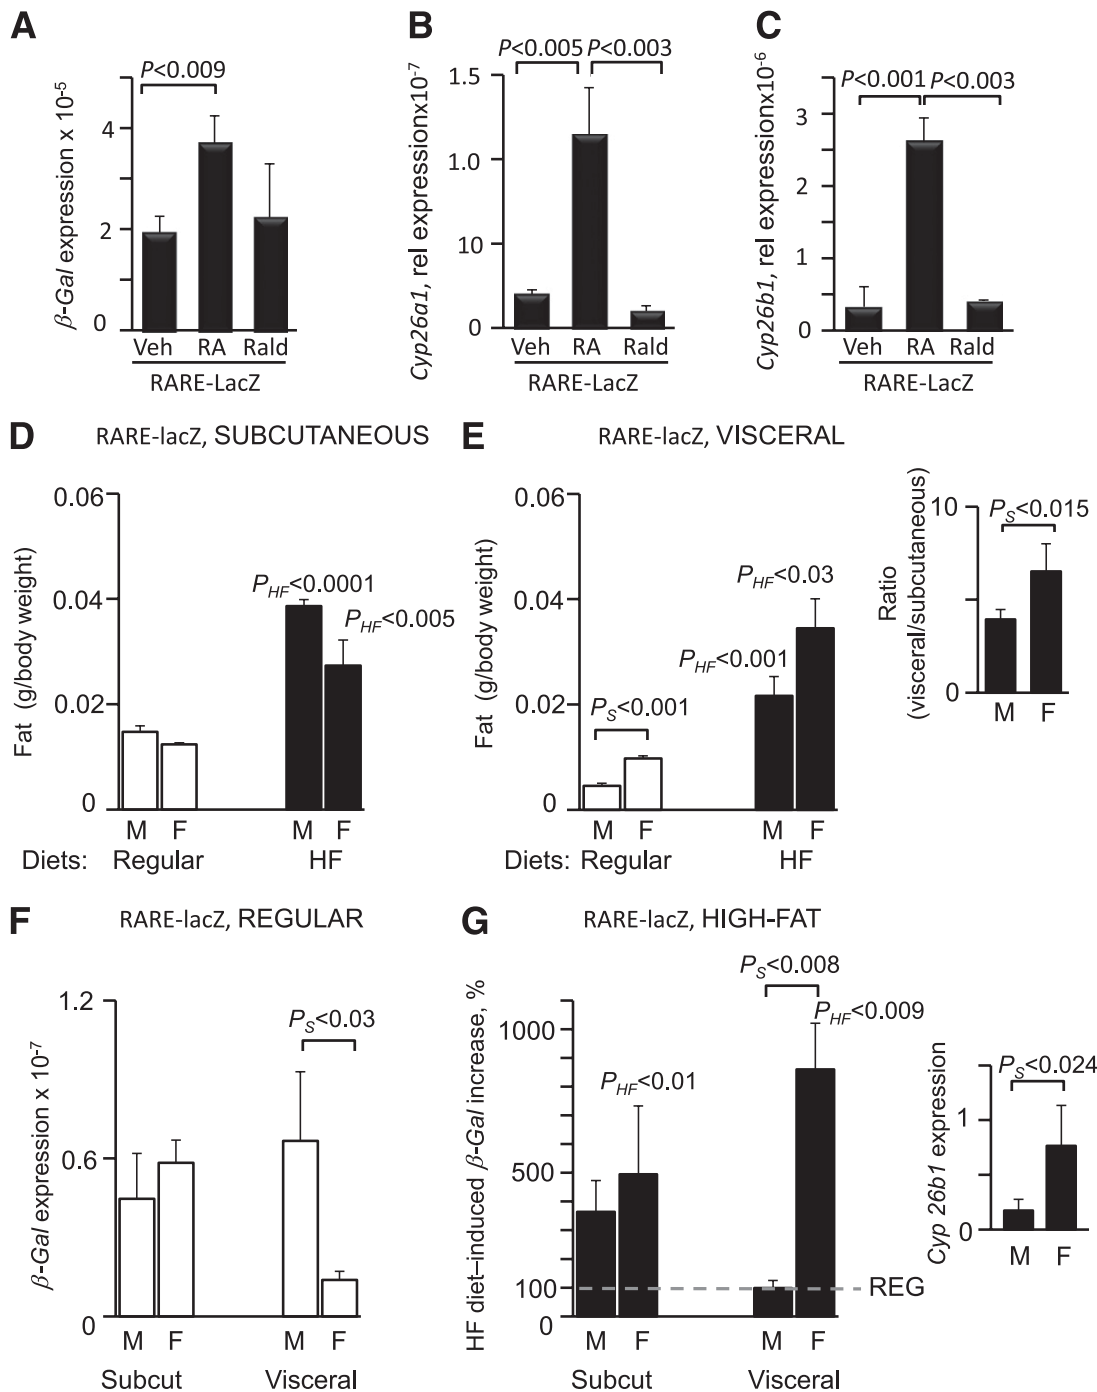 A
P<0.009
β-Gal expression x 10-5
4
2
0
Veh RA Rald
RARE-LacZ
B
P<0.005 P<0.003
Cyp26a1, rel expressionx10-7
1.5
1.0
10
0
Veh RA Rald
RARE-LacZ
C
P<0.001 P<0.003
Cyp26b1, rel expressionx10-6
3
2
1
0
Veh RA Rald
RARE-LacZ
D RARE-lacZ, SUBCUTANEOUS
Fat (g/body weight)
0.06
0.04
0.02
0
PHF<0.0001
PHF<0.005
M F M F
Diets: Regular HF
E RARE-lacZ, VISCERAL
Fat (g/body weight)
0.06
0.04
0.02
0
PS<0.001
PHF<0.001
PHF<0.03
M F M F
Diets: Regular HF
Ratio
(visceral/subcutaneous)
10
0
PS<0.015
M F
F RARE-lacZ, REGULAR
β-Gal expression x 10-7
1.2
0.6
0
PS<0.03
M F M F
Subcut Visceral
G RARE-lacZ, HIGH-FAT
HF diet–induced β-Gal increase, %
1000
500
100
0
PHF<0.01
PS<0.008
PHF<0.009
REG
M F M F
Subcut Visceral
Cyp 26b1 expression
1
0
PS<0.024
M F